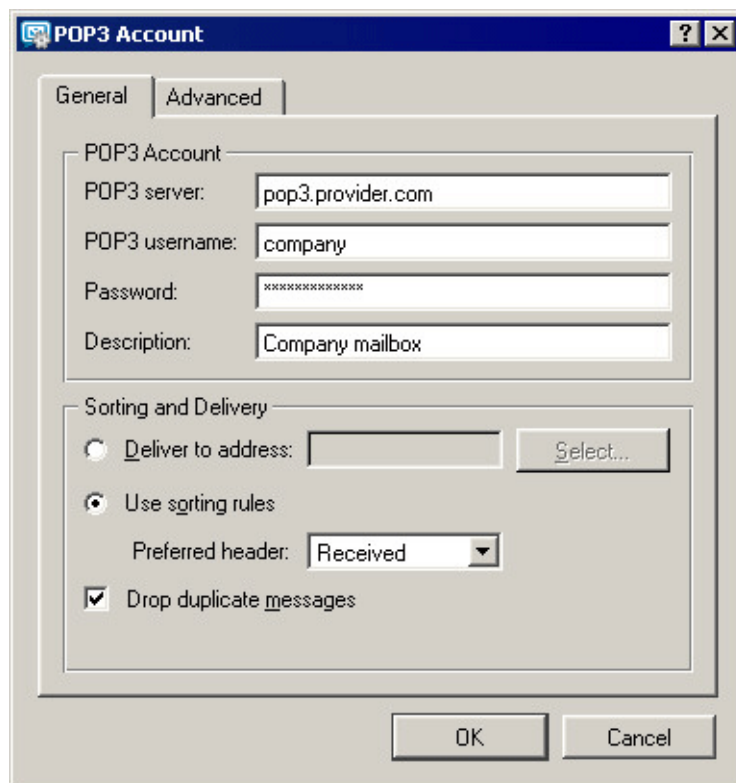 POP3 Account
General Advanced
POP3 Account
POP3 server: pop3.provider.com
POP3 username: company
Password: *************
Description: Company mailbox
Sorting and Delivery
Deliver to address: Select...
Use sorting rules
Preferred header: Received
Drop duplicate messages
OK Cancel